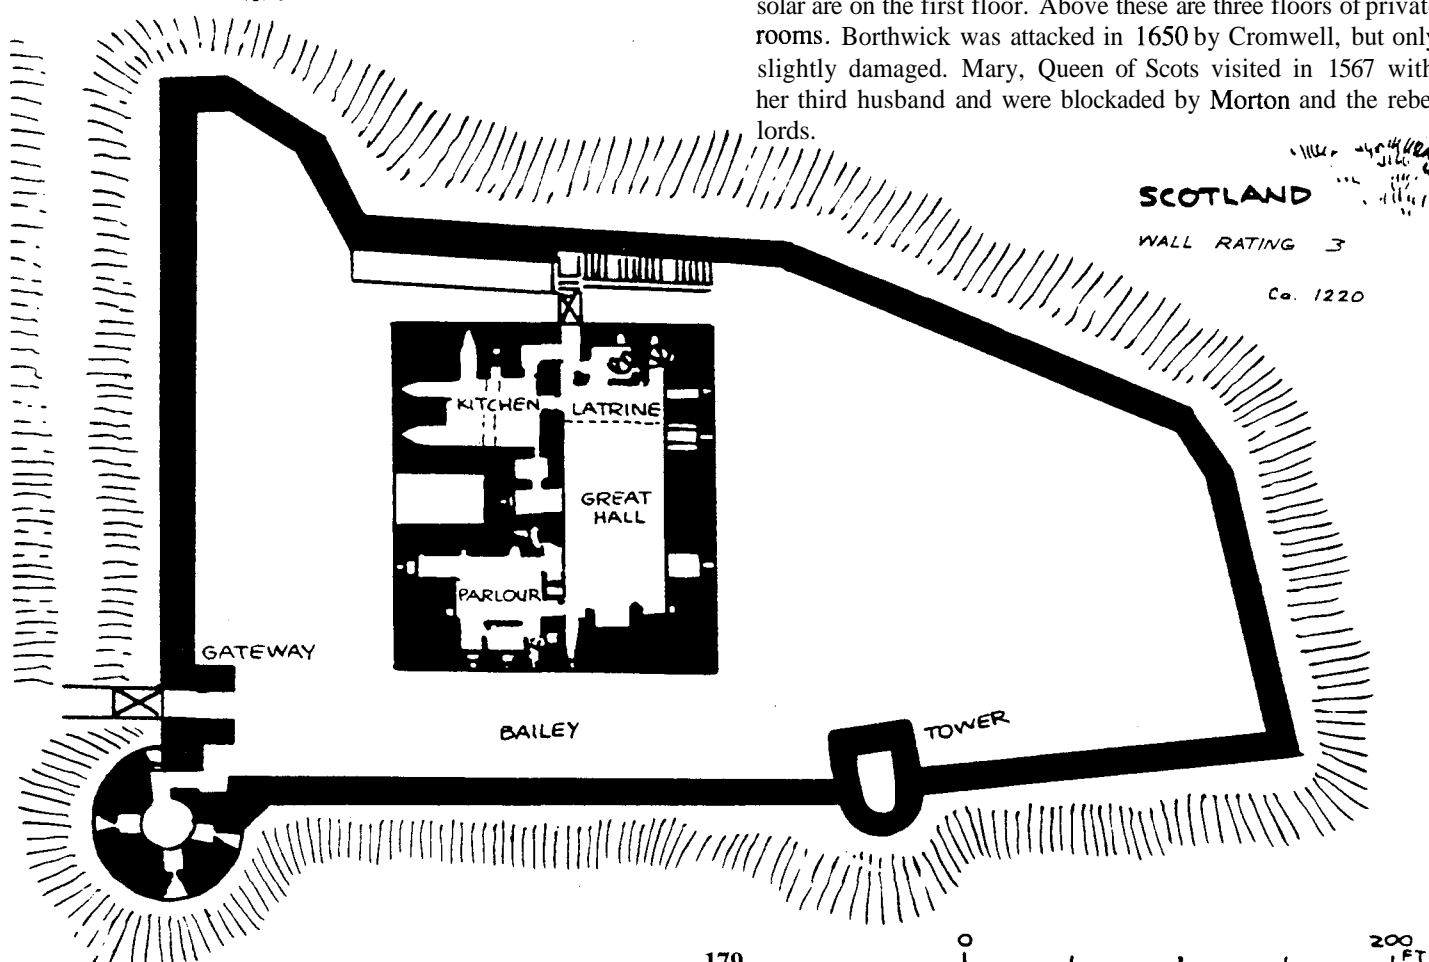 solar are on the first floor. Above these are three floors of privat
rooms. Borthwick was attacked in 1650 by Cromwell, but only
slightly damaged. Mary, Queen of Scots visited in 1567 with
her third husband and were blockaded by Morton and the rebe
lords.
SCOTLAND
WALL RATING 3
Ca. 1220
KITCHEN
LATRINE
GREAT
HALL
PARLOUR
GATEWAY
BAILEY
TOWER
0
200
FT
179